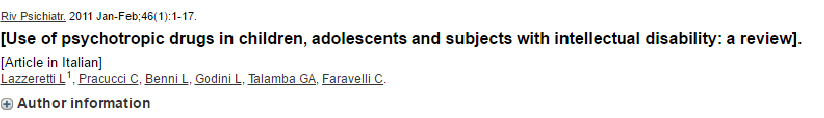 Riv Psichiatr. 2011 Jan-Feb;46(1):1-17.
[Use of psychotropic drugs in children, adolescents and subjects with intellectual disability: a review].
[Article in Italian]
Lazzeretti L1, Pracucci C, Benni L, Godini L, Talamba GA, Faravelli C.
Author information